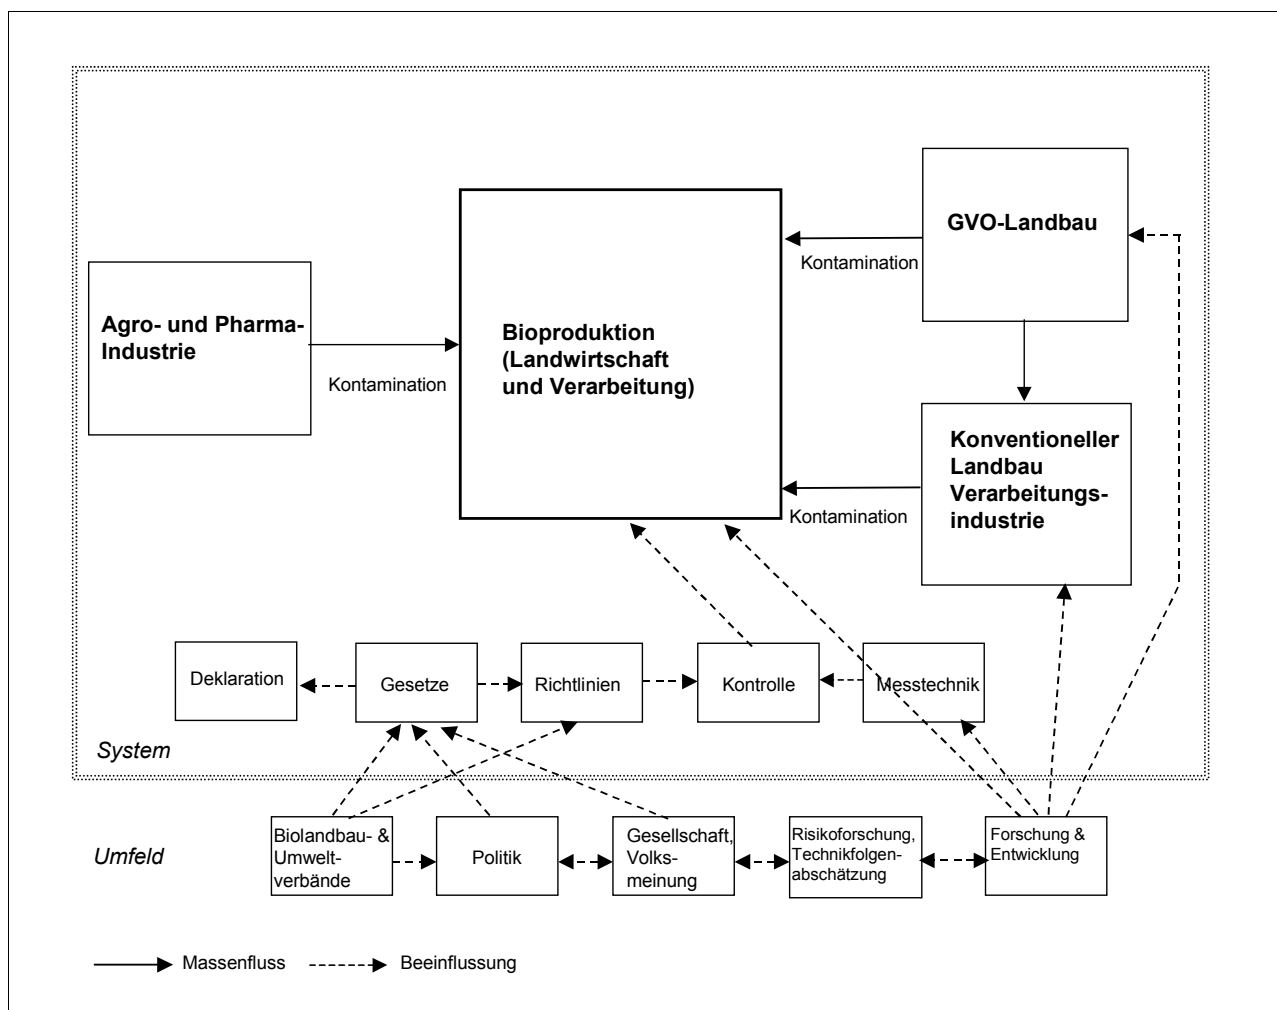 GVO-Landbau
Kontamination
Agro- und Pharma-
Industrie
Bioproduktion
(Landwirtschaft
und Verarbeitung)
Kontamination
Konventioneller
Landbau
Verarbeitungs-
industrie
Kontamination
Deklaration
Gesetze
Richtlinien
Kontrolle
Messtechnik
System
Umfeld
Biolandbau- &
Umwelt-
verbände
Politik
Gesellschaft,
Volks-
meinung
Risikoforschung,
Technikfolgen-
abschätzung
Forschung &
Entwicklung
Massenfluss
Beeinflussung